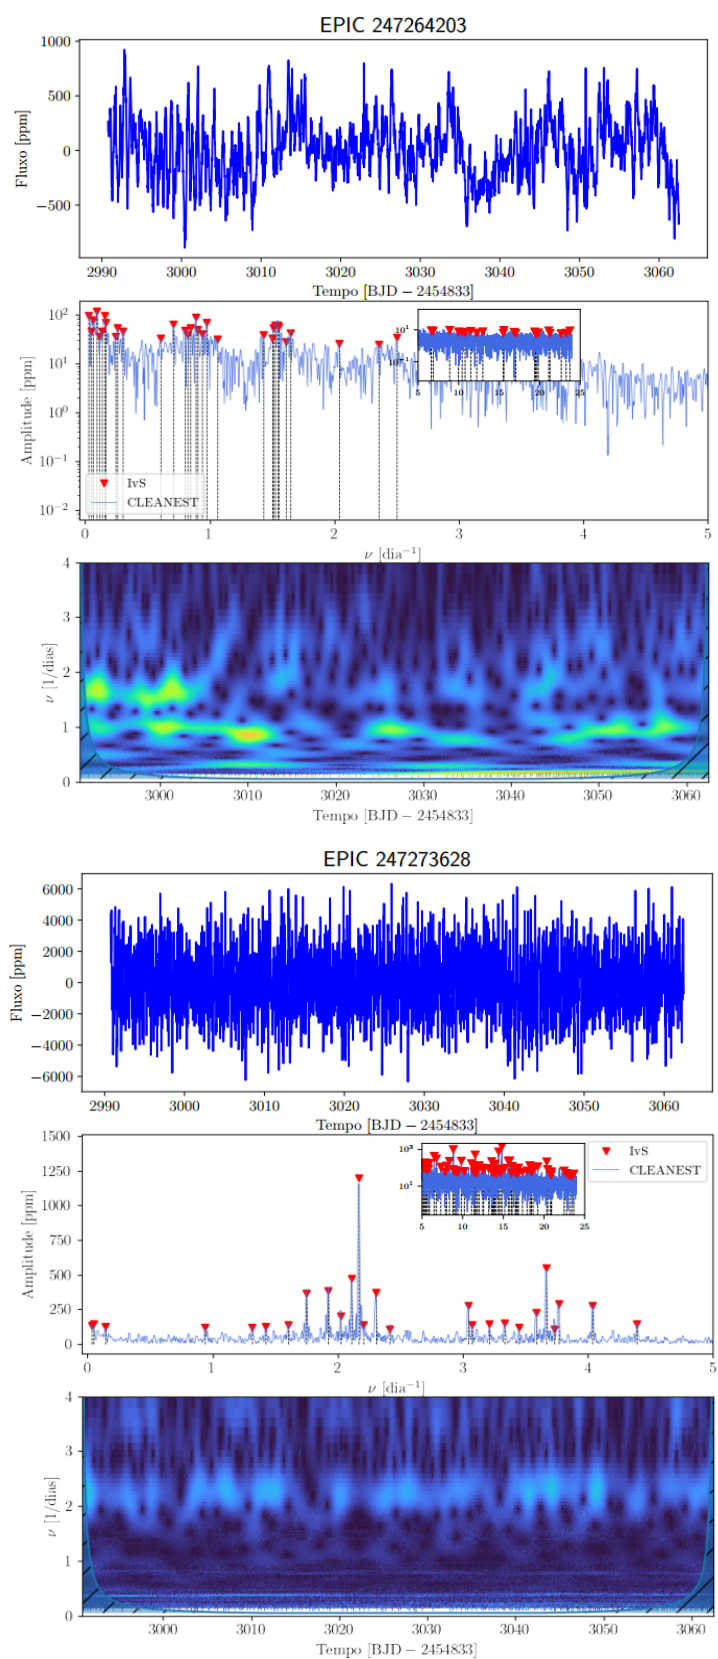 EPIC 247264203
1000
500
0
−500
Fluxo [ppm]
2990 3000 3010 3020 3030 3040 3050 3060
Tempo [BJD − 2454833]
10²
10¹
10⁰
10⁻¹
10⁻²
Amplitude [ppm]
10¹
10⁻¹
5 10 15 20 25
IvS
CLEANEST
0 1 2 3 4 5
ν [dia⁻¹]
4
3
2
1
0
ν [1/dias]
3000 3010 3020 3030 3040 3050 3060
Tempo [BJD − 2454833]
EPIC 247273628
6000
4000
2000
0
−2000
−4000
−6000
Fluxo [ppm]
2990 3000 3010 3020 3030 3040 3050 3060
Tempo [BJD − 2454833]
1500
1250
1000
750
500
250
0
Amplitude [ppm]
10³
10¹
5 10 15 20 25
IvS
CLEANEST
0 1 2 3 4 5
ν [dia⁻¹]
4
3
2
1
0
ν [1/dias]
3000 3010 3020 3030 3040 3050 3060
Tempo [BJD − 2454833]